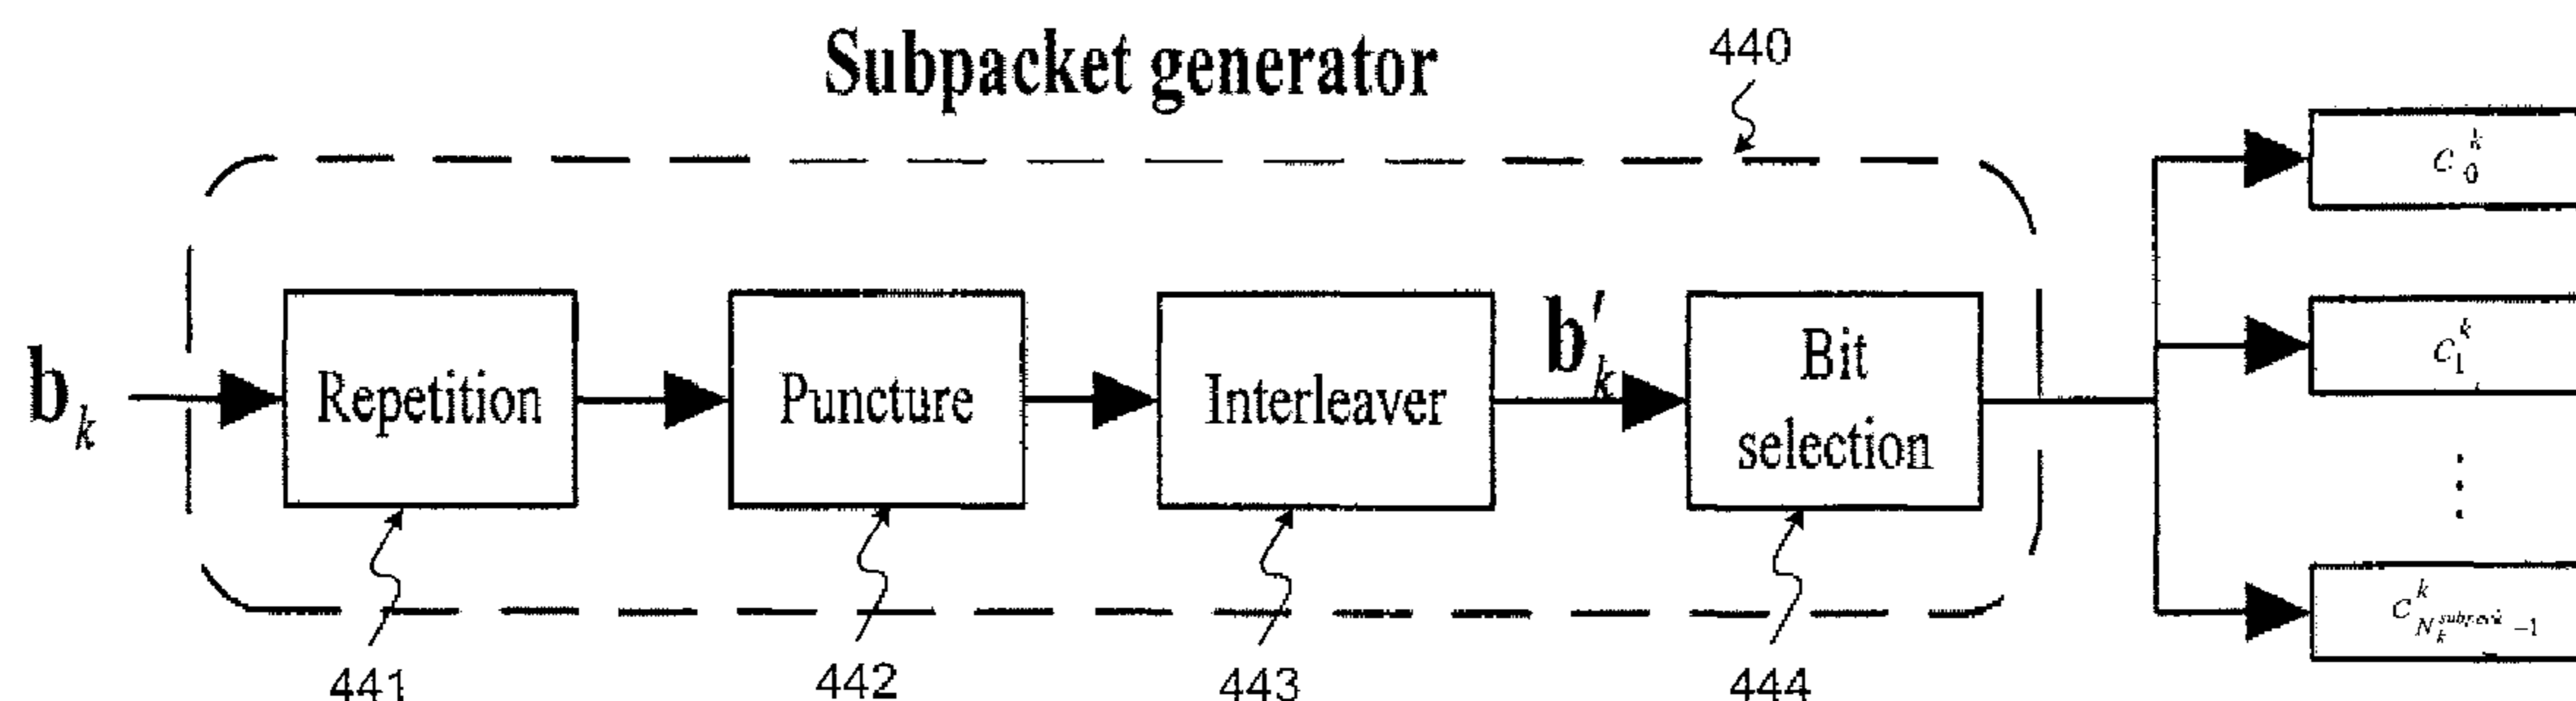 Subpacket generator
440
b_k
Repetition
Puncture
Interleaver
b'_k
Bit
selection
C_0^k
C_1^k
⋮
C_{N_k^{subpack}-1}^k
441
442
443
444